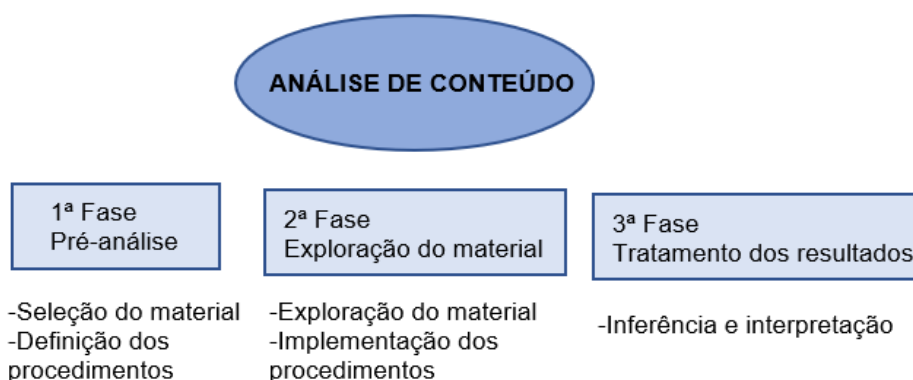 ANÁLISE DE CONTEÚDO
1ª Fase
Pré-análise
-Seleção do material
-Definição dos
procedimentos
2ª Fase
Exploração do material
-Exploração do material
-Implementação dos
procedimentos
3ª Fase
Tratamento dos resultados
-Inferência e interpretação